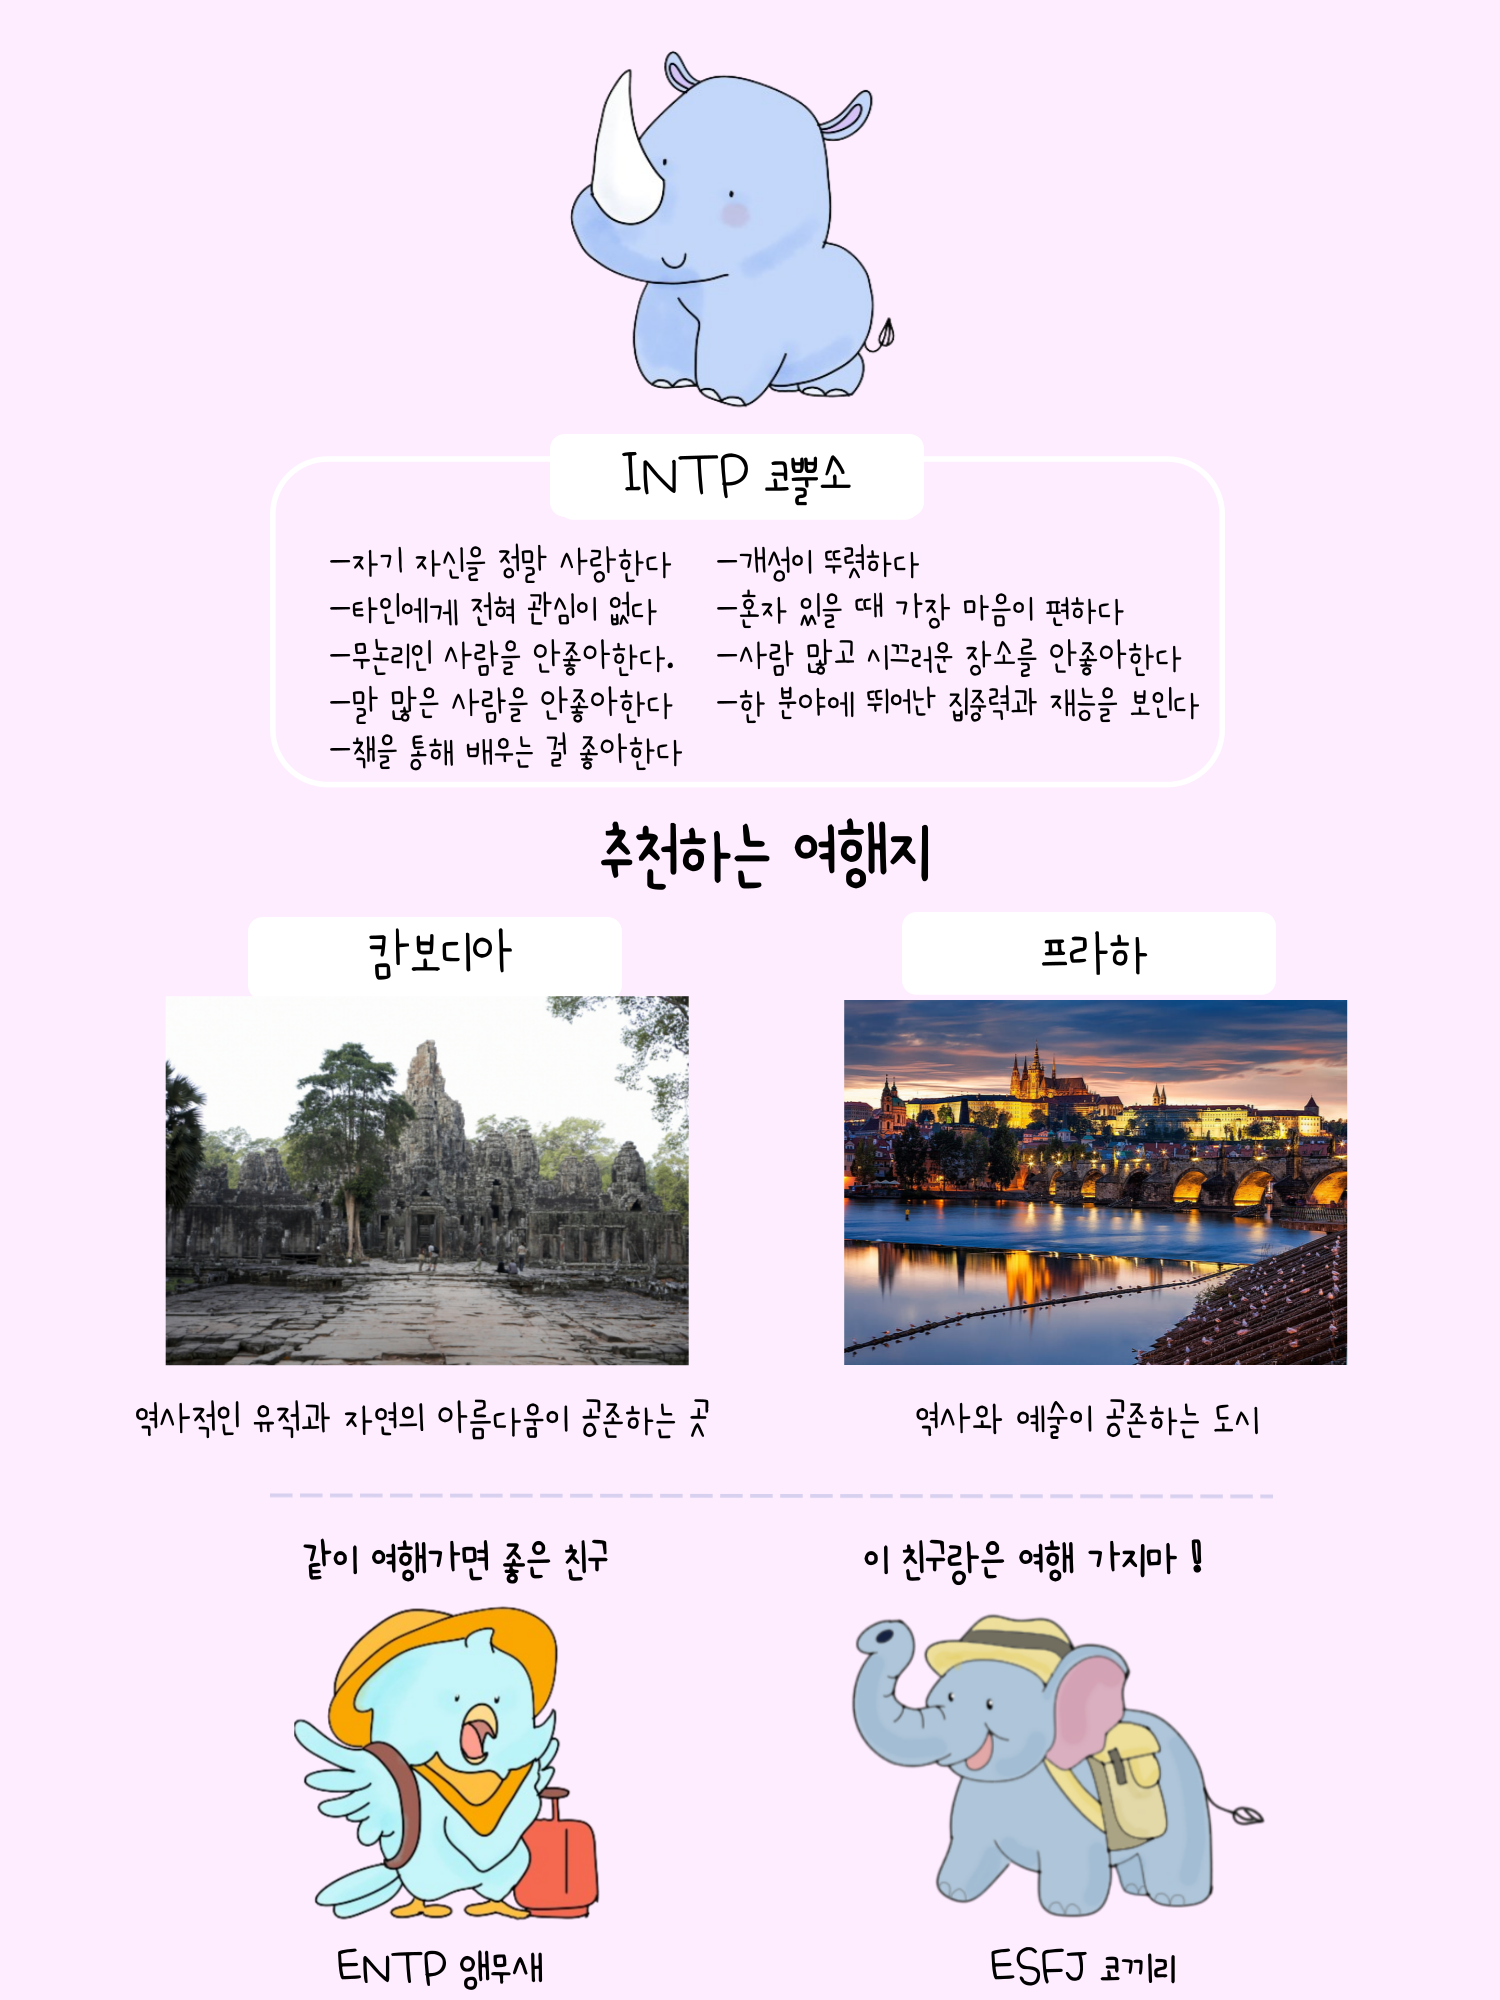 INTP 코뿔소
-자기 자신을 정말 사랑한다
-타인에게 전혀 관심이 없다
-무논리인 사람을 안좋아한다.
-말 많은 사람을 안좋아한다
-책을 통해 배우는 걸 좋아한다
-개성이 뚜렷하다
-혼자 있을 때 가장 마음이 편하다
-사람 많고 시끄러운 장소를 안좋아한다
-한 분야에 뛰어난 집중력과 재능을 보인다
추천하는 여행지
캄보디아
프라하
역사적인 유적과 자연의 아름다움이 공존하는 곳
역사와 예술이 공존하는 도시
같이 여행가면 좋은 친구
이 친구랑은 여행 가지마 !
ENTP 앵무새
ESFJ 코끼리